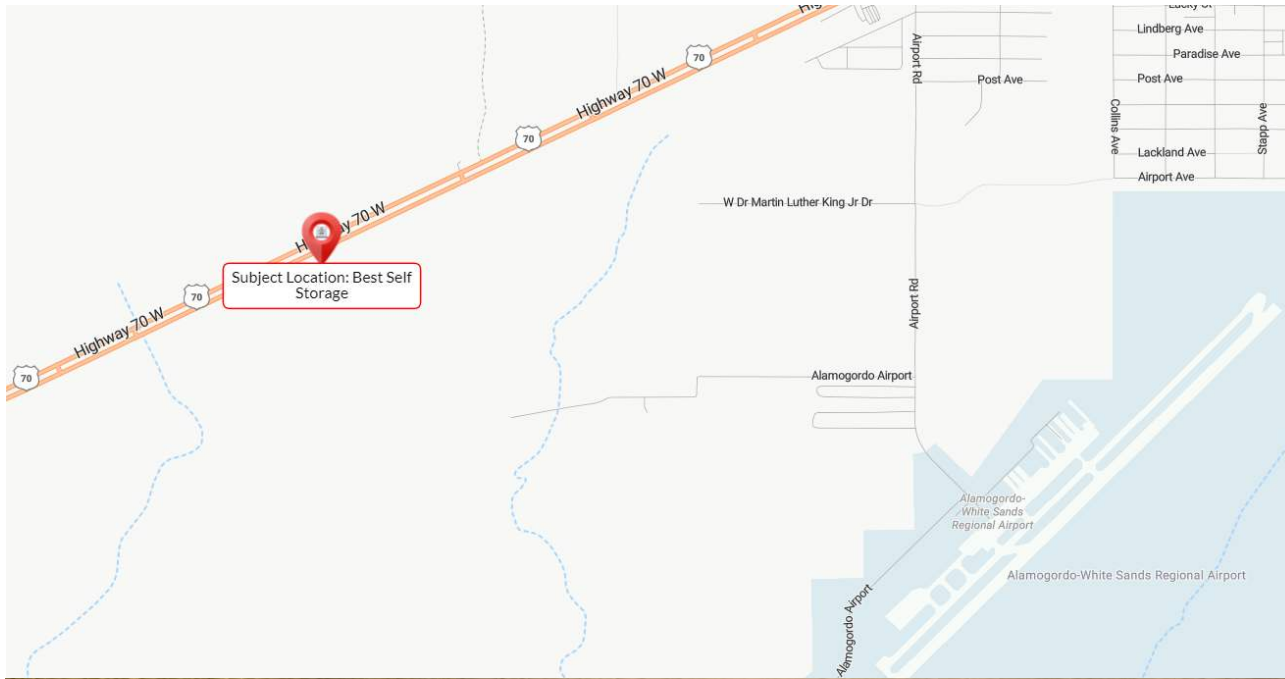 Lindberg Ave
Paradise Ave
Airport Rd
Post Ave
Post Ave
70
Highway 70 W
Collins Ave
Stapp Ave
70
Lackland Ave
Airport Ave
W Dr Martin Luther King Jr Dr
70 W
Subject Location: Best Self
Storage
70
Airport Rd
Highway 70 W
70
Alamogordo Airport
Alamogordo-
White Sands
Regional Airport
Alamogordo-White Sands Regional Airport
Alamogordo Airport